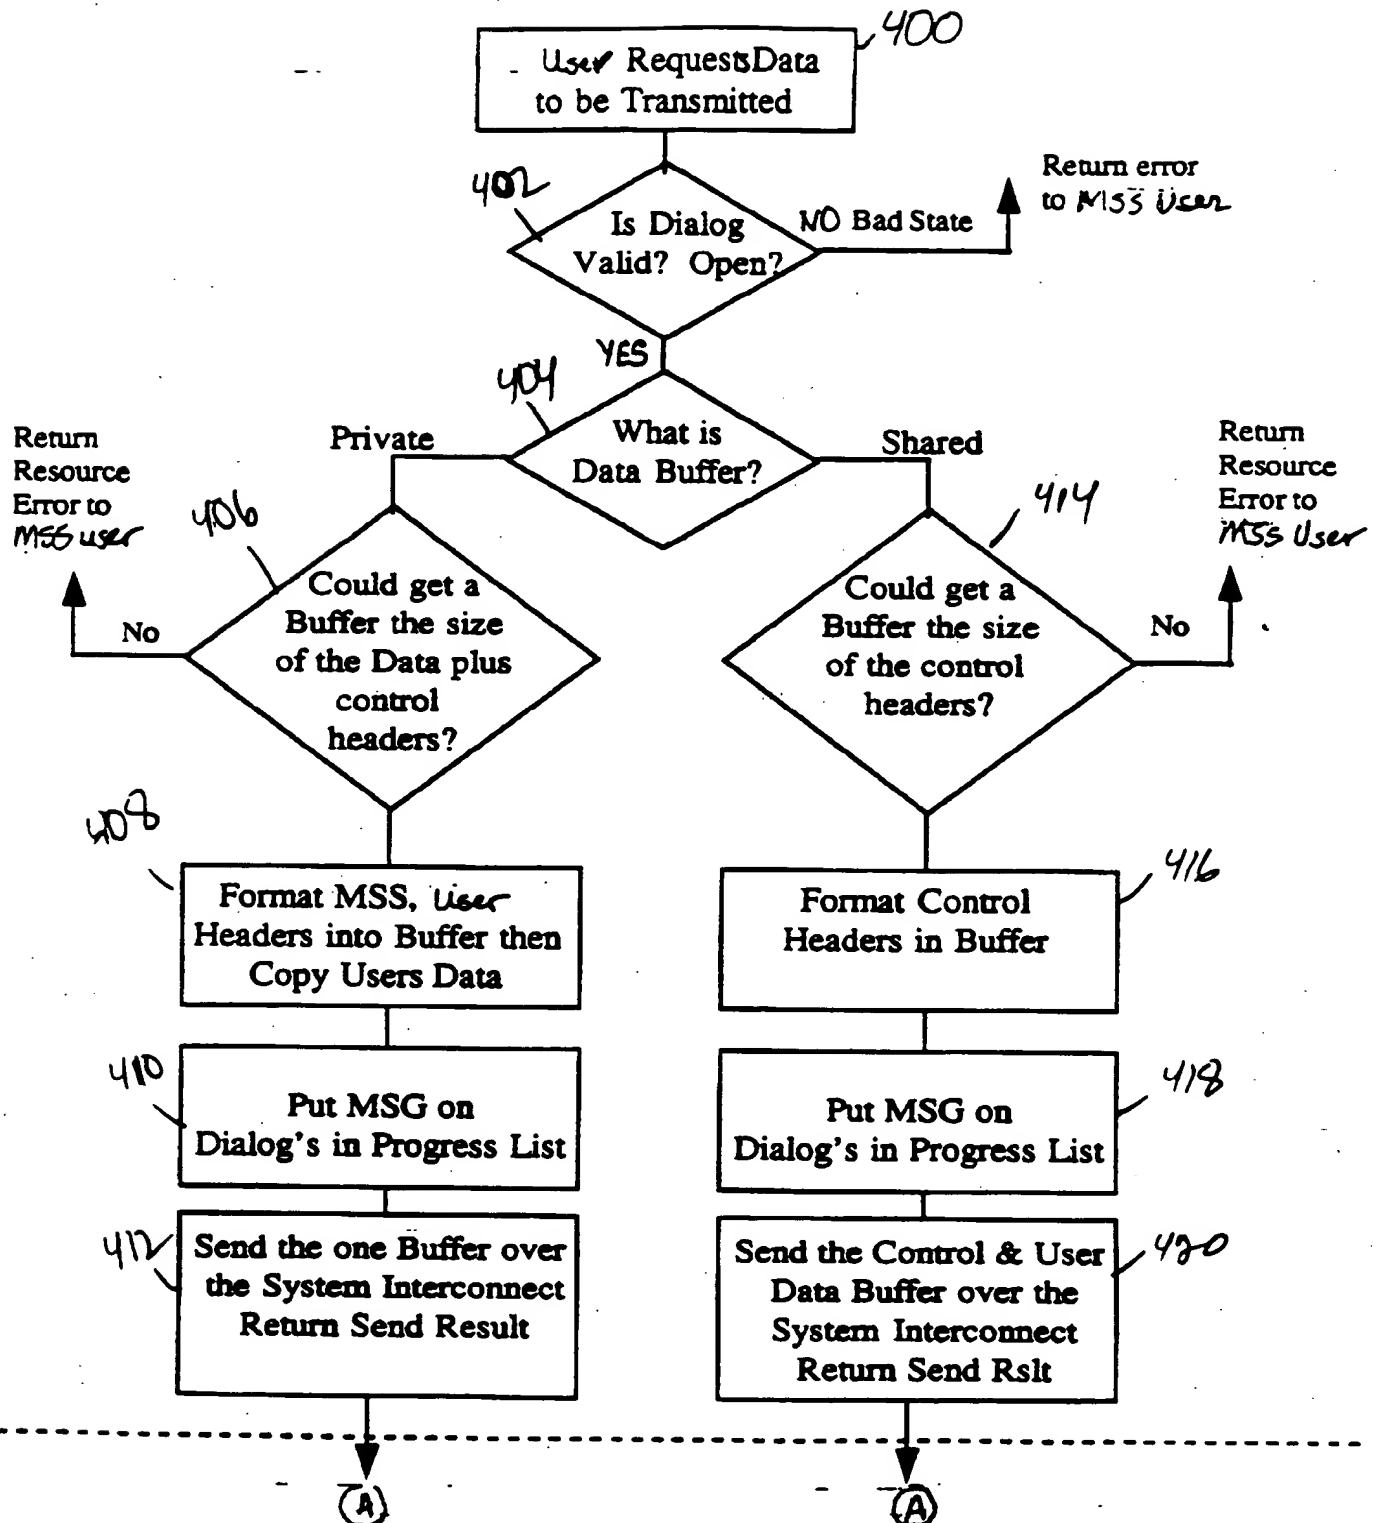 400
User RequestsData
to be Transmitted
402
Is Dialog
Valid? Open?
NO Bad State
Return error
to MSS User
YES
404
What is
Data Buffer?
Private
Shared
Return
Resource
Error to
MSS user
406
Could get a
Buffer the size
of the Data plus
control
headers?
No
414
Could get a
Buffer the size
of the control
headers?
No
Return
Resource
Error to
MSS User
408
Format MSS, User
Headers into Buffer then
Copy Users Data
416
Format Control
Headers in Buffer
410
Put MSG on
Dialog's in Progress List
418
Put MSG on
Dialog's in Progress List
412
Send the one Buffer over
the System Interconnect
Return Send Result
420
Send the Control & User
Data Buffer over the
System Interconnect
Return Send Rslt
A
A